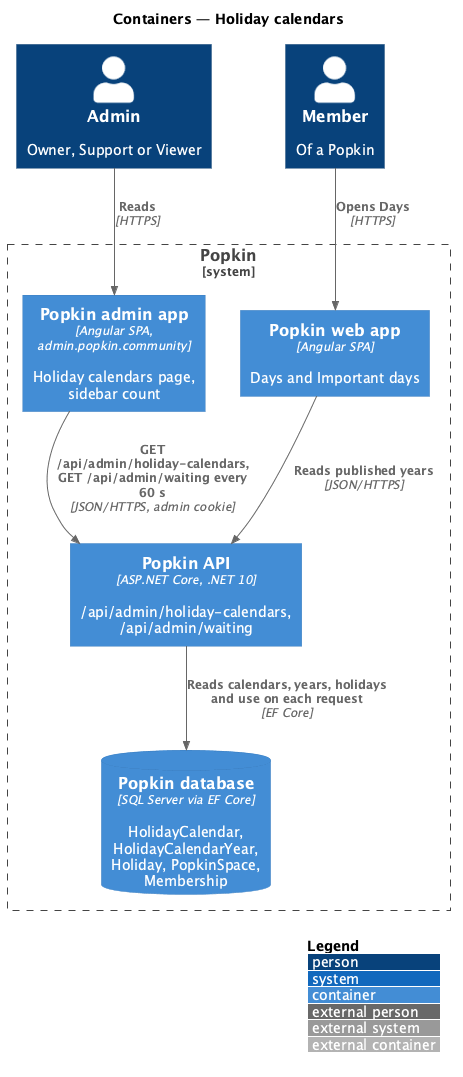 Containers — Holiday calendars
Admin
Owner, Support or Viewer
Member
Of a Popkin
Reads
[HTTPS]
Opens Days
[HTTPS]
Popkin
[system]
Popkin admin app
[Angular SPA,
admin.popkin.community]
Holiday calendars page,
sidebar count
Popkin web app
[Angular SPA]
Days and Important days
GET
/api/admin/holiday-calendars,
GET /api/admin/waiting every
60 s
[JSON/HTTPS, admin cookie]
Reads published years
[JSON/HTTPS]
Popkin API
[ASP.NET Core, .NET 10]
/api/admin/holiday-calendars,
/api/admin/waiting
Reads calendars, years, holidays
and use on each request
[EF Core]
Popkin database
[SQL Server via EF Core]
HolidayCalendar,
HolidayCalendarYear,
Holiday, PopkinSpace,
Membership
Legend
person
system
container
external person
external system
external container